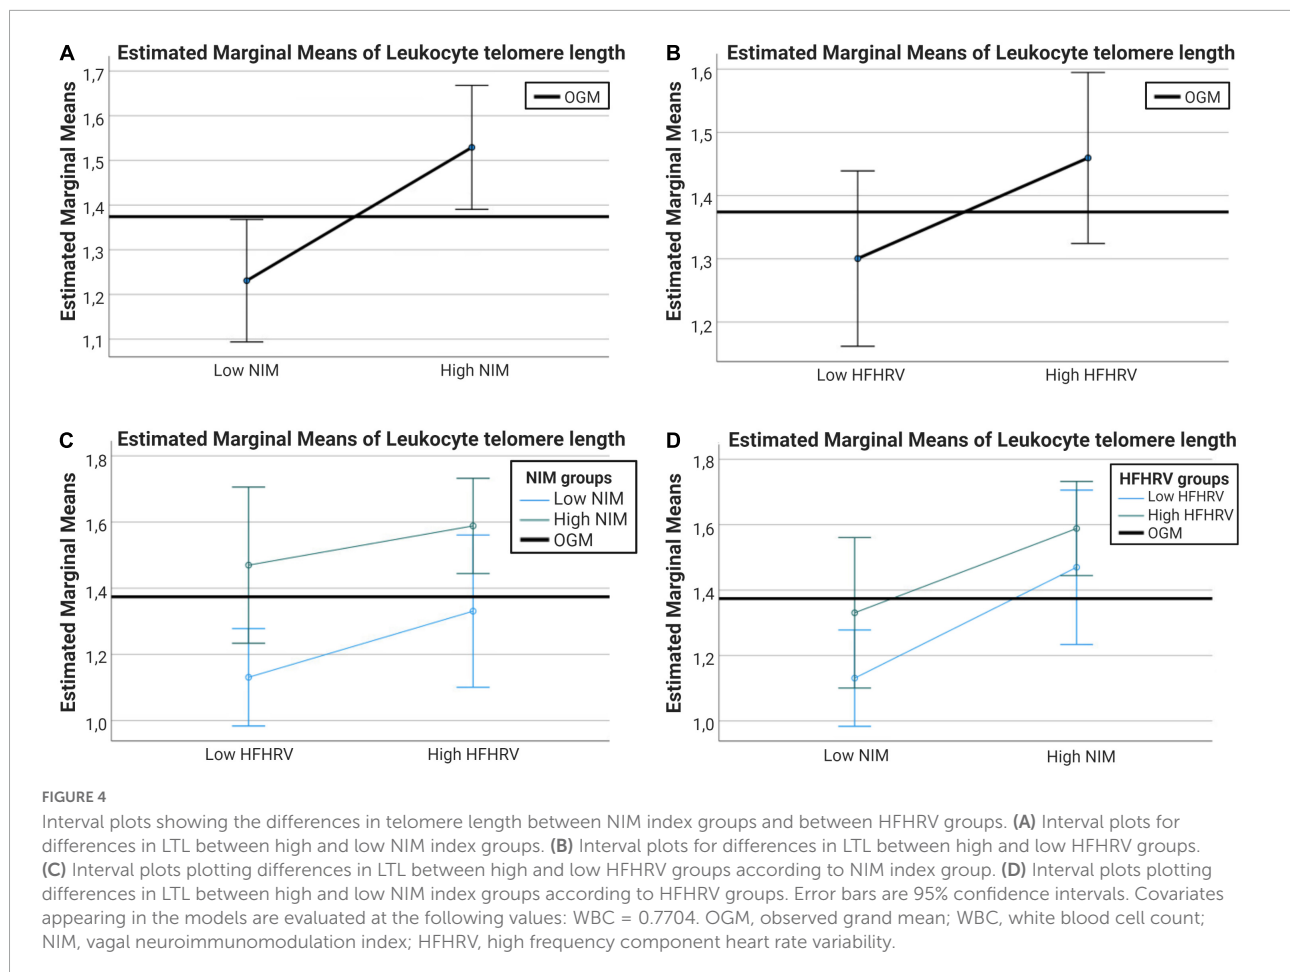 A Estimated Marginal Means of Leukocyte telomere length
Estimated Marginal Means
1,7
1,6
1,5
1,4
1,3
1,2
1,1
OGM
Low NIM High NIM
B Estimated Marginal Means of Leukocyte telomere length
Estimated Marginal Means
1,6
1,5
1,4
1,3
1,2
OGM
Low HFHRV High HFHRV
C Estimated Marginal Means of Leukocyte telomere length
Estimated Marginal Means
1,8
1,6
1,4
1,2
1,0
NIM groups
Low NIM
High NIM
OGM
Low HFHRV High HFHRV
D Estimated Marginal Means of Leukocyte telomere length
Estimated Marginal Means
1,8
1,6
1,4
1,2
1,0
HFHRV groups
Low HFHRV
High HFHRV
OGM
Low NIM High NIM
FIGURE 4
Interval plots showing the differences in telomere length between NIM index groups and between HFHRV groups. (A) Interval plots for
differences in LTL between high and low NIM index groups. (B) Interval plots for differences in LTL between high and low HFHRV groups.
(C) Interval plots plotting differences in LTL between high and low HFHRV groups according to NIM index group. (D) Interval plots plotting
differences in LTL between high and low NIM index groups according to HFHRV groups. Error bars are 95% confidence intervals. Covariates
appearing in the models are evaluated at the following values: WBC = 0.7704. OGM, observed grand mean; WBC, white blood cell count;
NIM, vagal neuroimmunomodulation index; HFHRV, high frequency component heart rate variability.